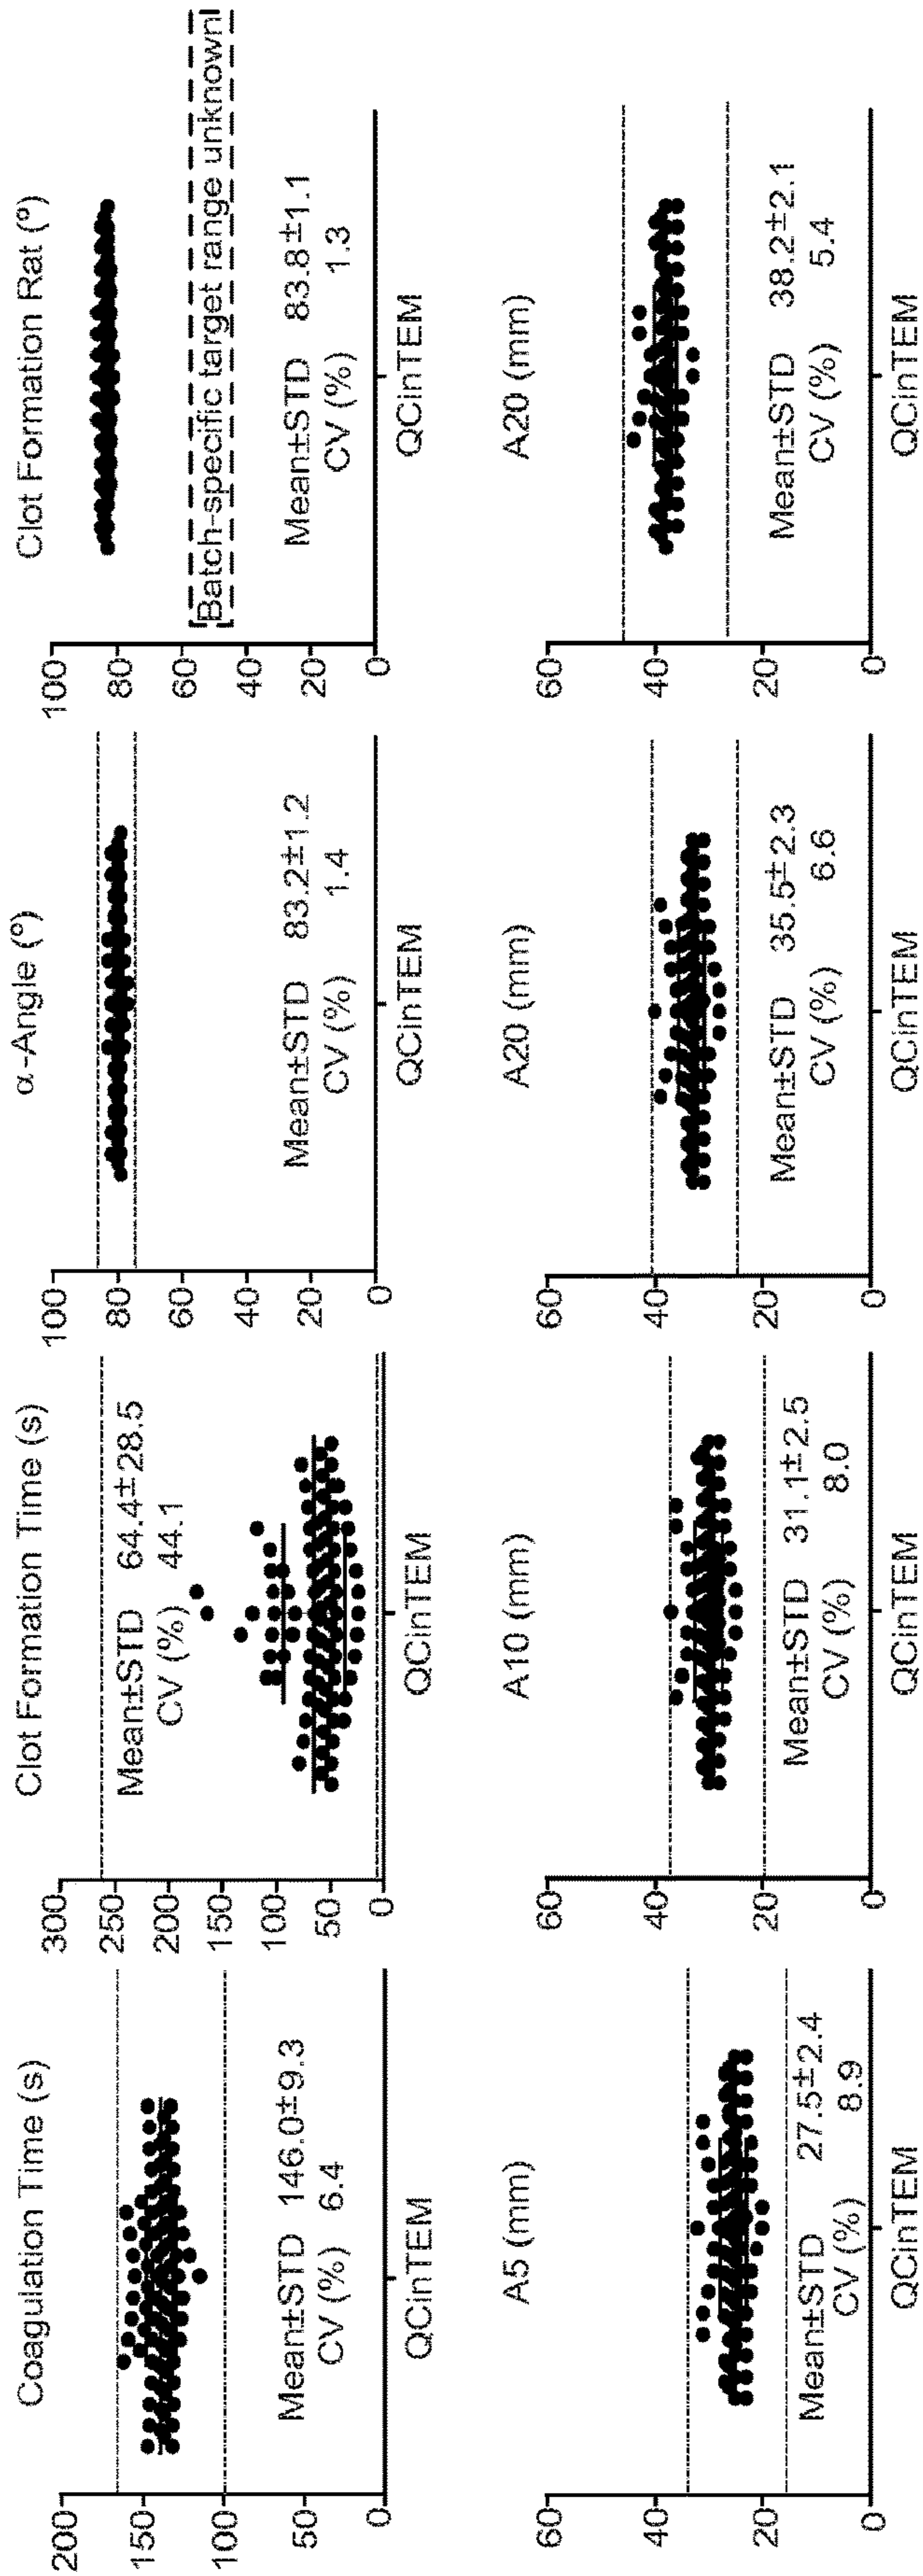 Coagulation Time (s)
200
150
100
50
0
Mean±STD 146.0±9.3
CV (%) 6.4
QCinTEM
Clot Formation Time (s)
300
250
200
150
100
50
0
Mean±STD 64.4±28.5
CV (%) 44.1
QCinTEM
α-Angle (º)
100
80
60
40
20
0
Mean±STD 83.2±1.2
CV (%) 1.4
QCinTEM
Clot Formation Rat (º)
100
80
60
40
20
0
Batch-specific target range unknown
Mean±STD 83.8±1.1
CV (%) 1.3
QCinTEM
A5 (mm)
60
40
20
0
Mean±STD 27.5±2.4
CV (%) 8.9
QCinTEM
A10 (mm)
60
40
20
0
Mean±STD 31.1±2.5
CV (%) 8.0
QCinTEM
A20 (mm)
60
40
20
0
Mean±STD 35.5±2.3
CV (%) 6.6
QCinTEM
A20 (mm)
60
40
20
0
Mean±STD 38.2±2.1
CV (%) 5.4
QCinTEM